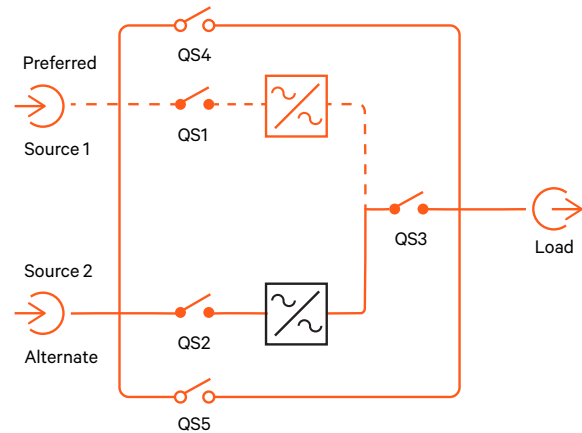 QS4
Preferred
Source 1
QS1
QS3
Load
Source 2
Alternate
QS2
QS5